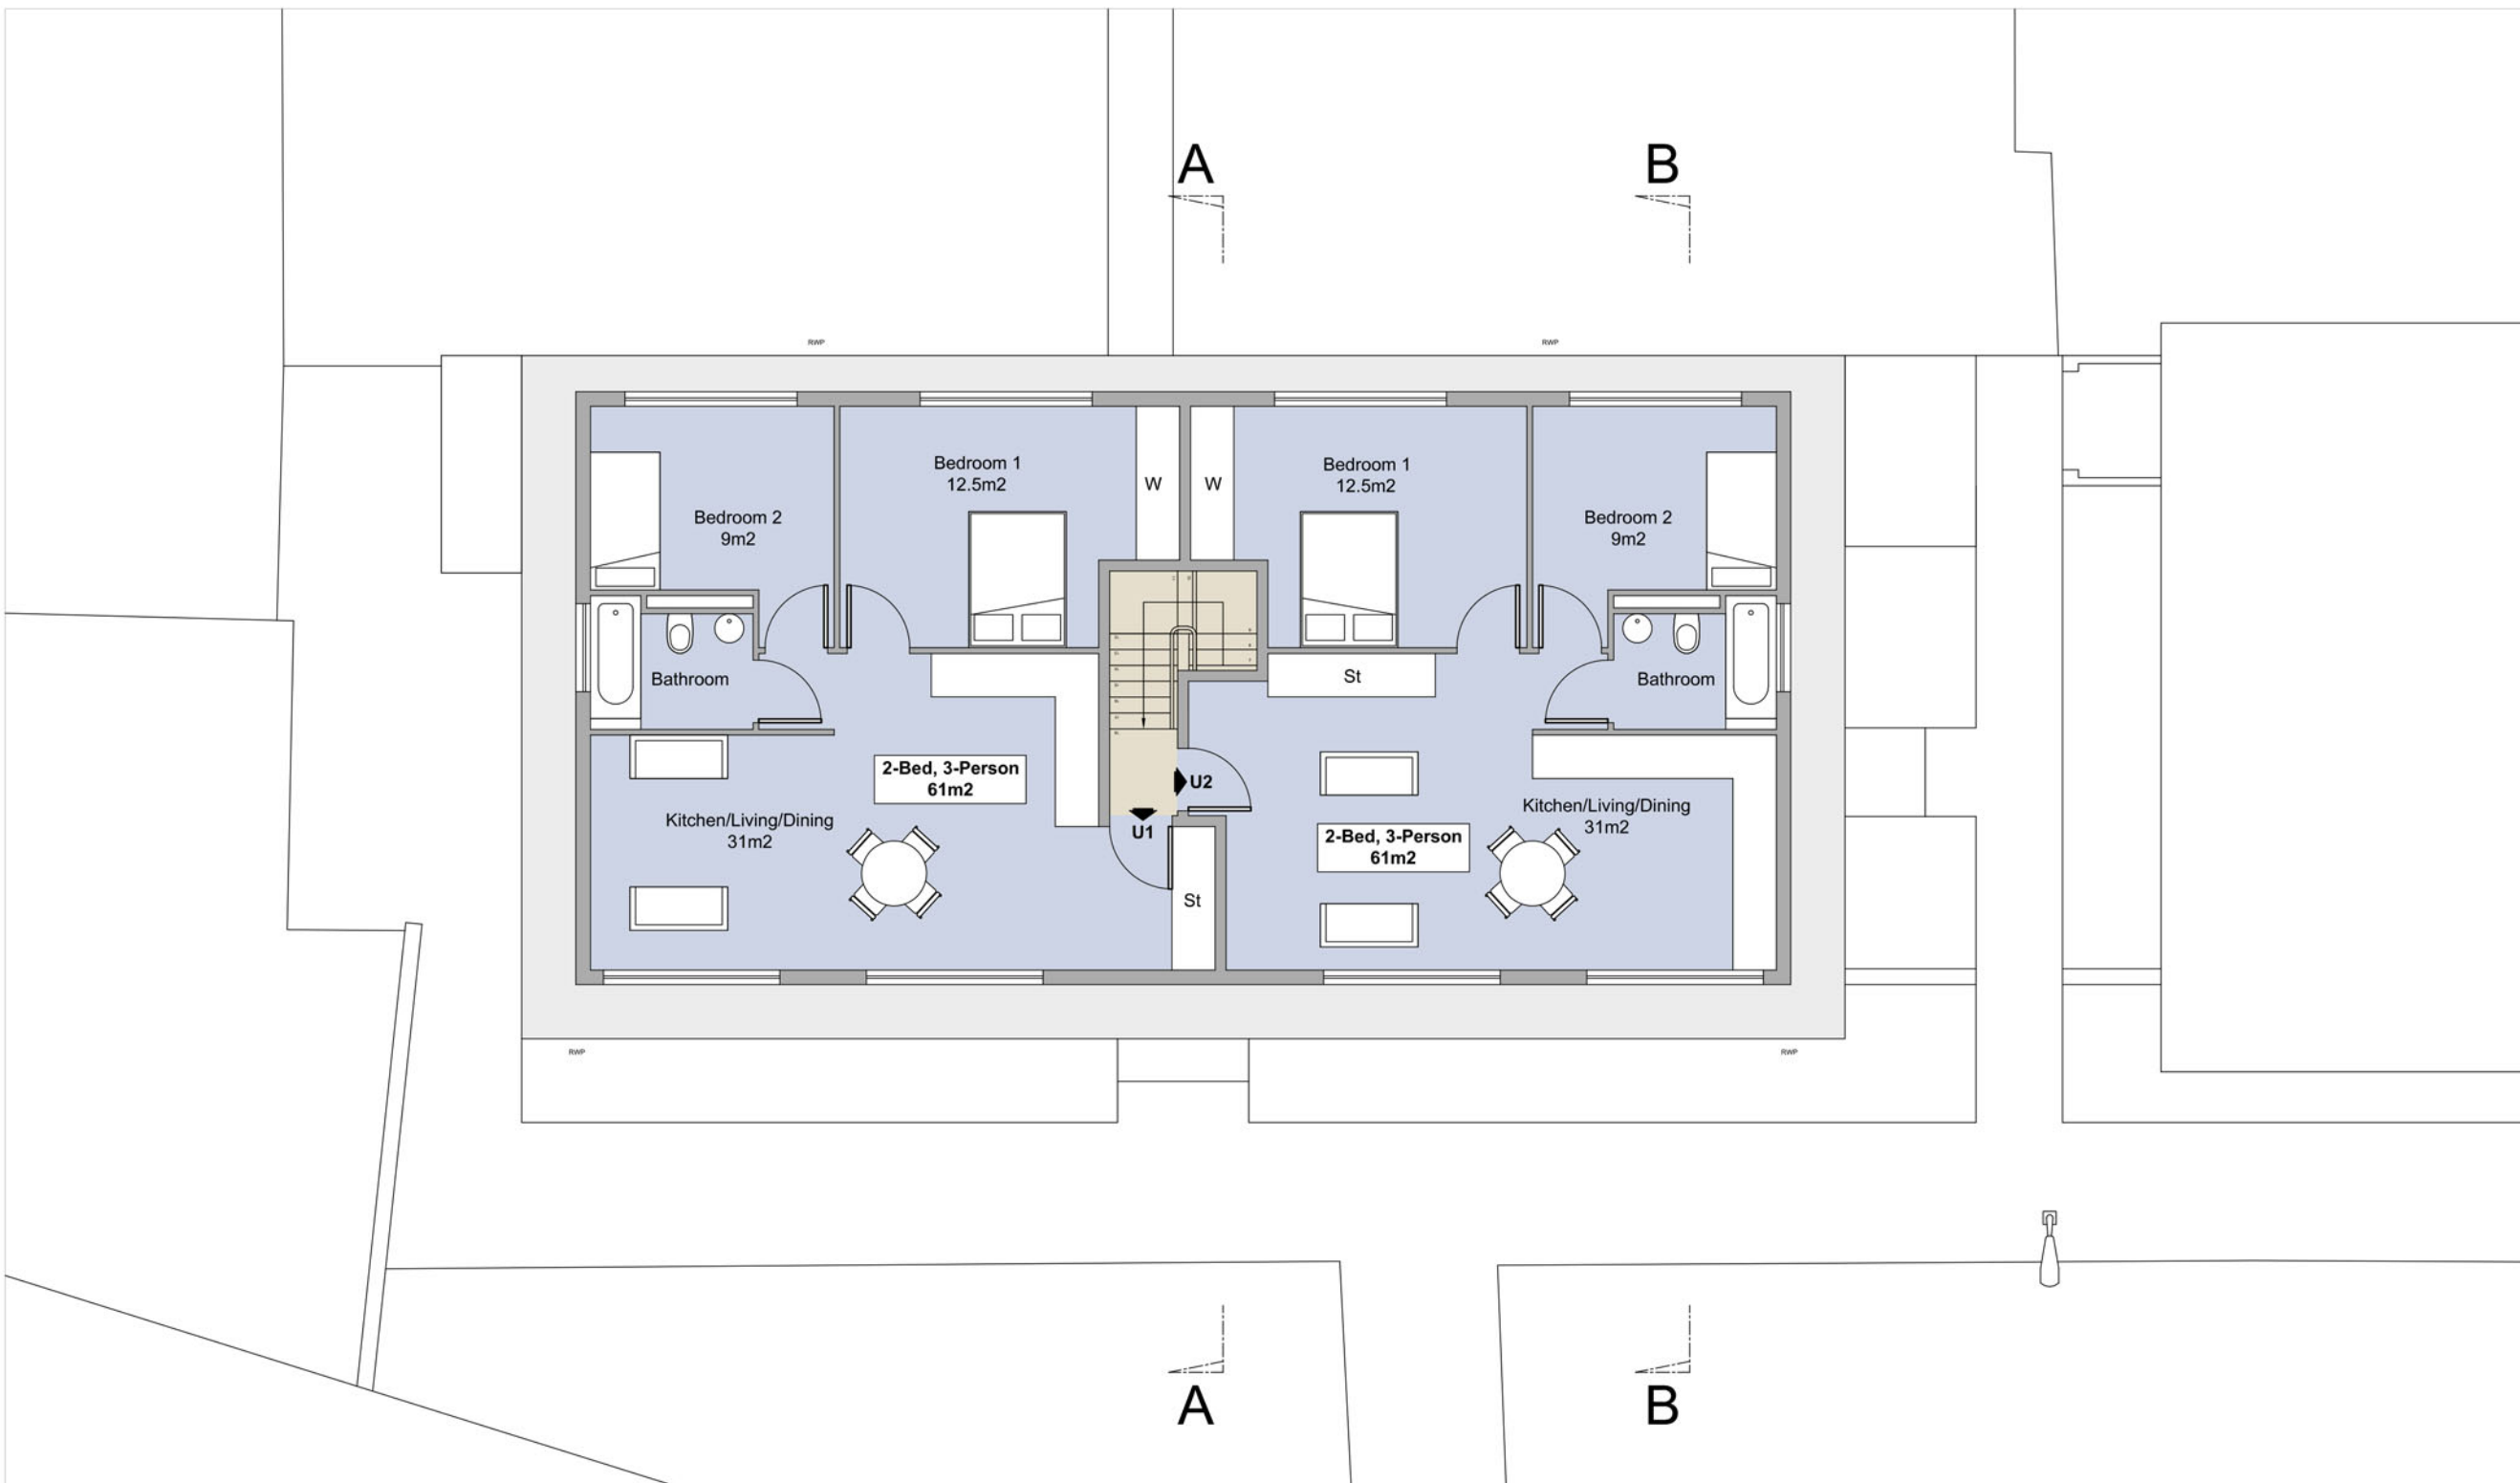 A
B
RWP
RWP
Bedroom 1
12.5m2
Bedroom 1
12.5m2
W
W
Bedroom 2
9m2
Bedroom 2
9m2
Bathroom
St
Bathroom
2-Bed, 3-Person
61m2
U2
Kitchen/Living/Dining
31m2
U1
Kitchen/Living/Dining
31m2
2-Bed, 3-Person
61m2
St
RWP
RWP
A
B